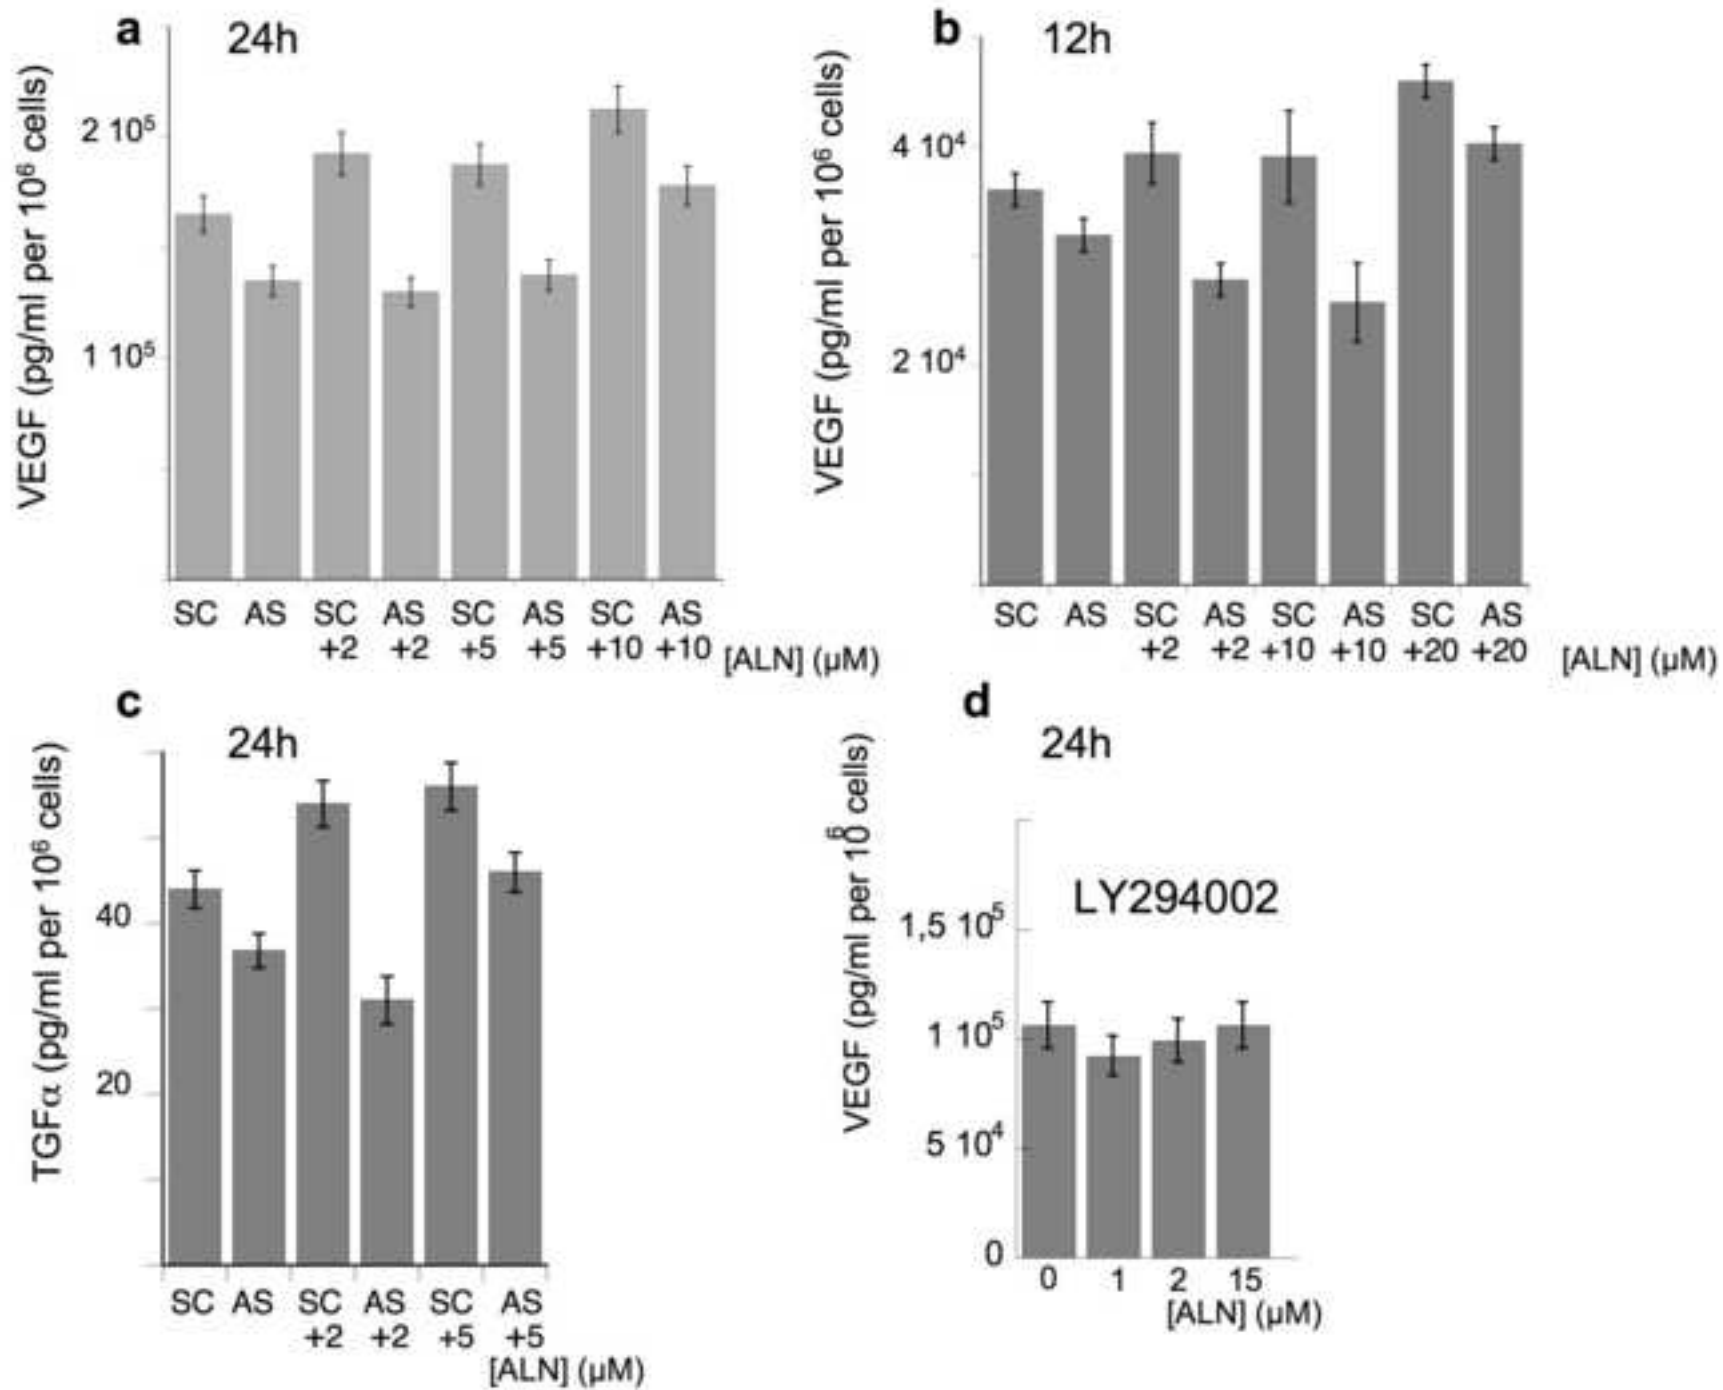 a 24h
VEGF (pg/ml per 10⁶ cells)
2 10⁵
1 10⁵
SC AS SC AS SC AS SC AS
+2 +2 +5 +5 +10 +10 [ALN] (µM)
b 12h
VEGF (pg/ml per 10⁶ cells)
4 10⁴
2 10⁴
SC AS SC AS SC AS SC AS
+2 +2 +10 +10 +20 +20 [ALN] (µM)
c 24h
TGFα (pg/ml per 10⁶ cells)
40
20
SC AS SC AS SC AS
+2 +2 +5 +5
[ALN] (µM)
d 24h
VEGF (pg/ml per 10⁶ cells)
LY294002
1,5 10⁵
1 10⁵
5 10⁴
0
0 1 2 15
[ALN] (µM)